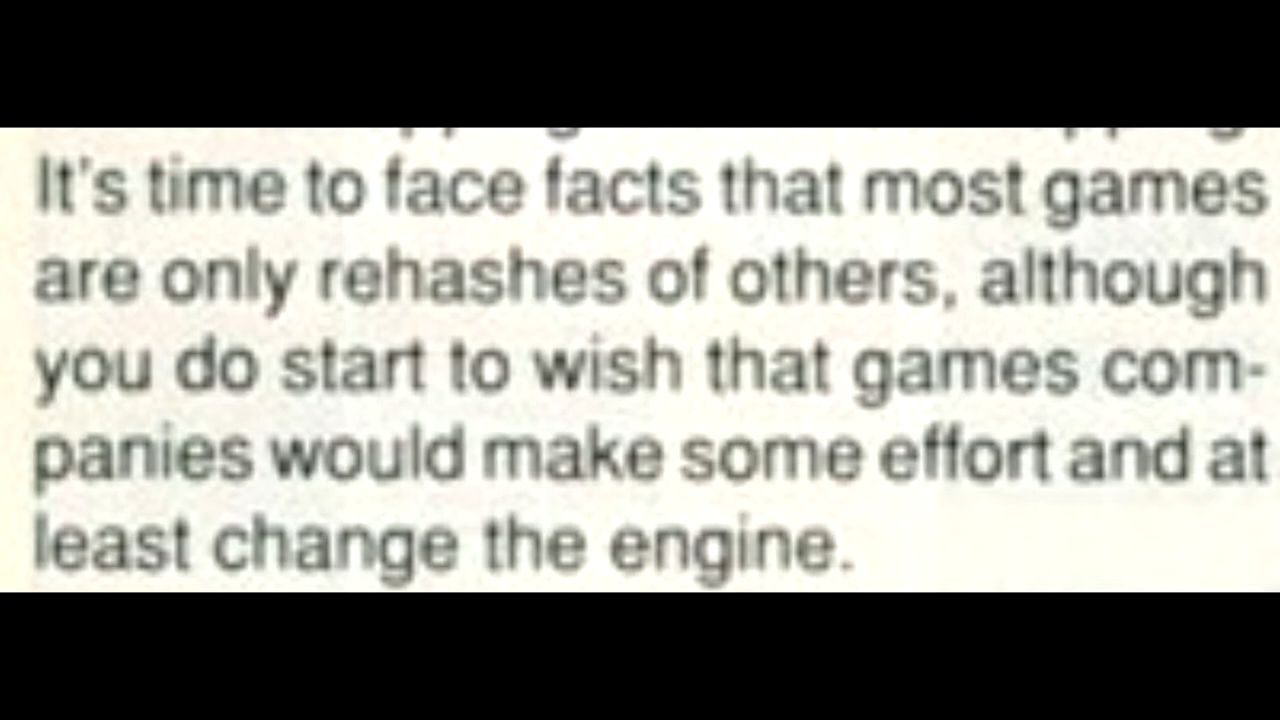 It's time to face facts that most games
are only rehashes of others, although
you do start to wish that games com-
panies would make some effort and at
least change the engine.